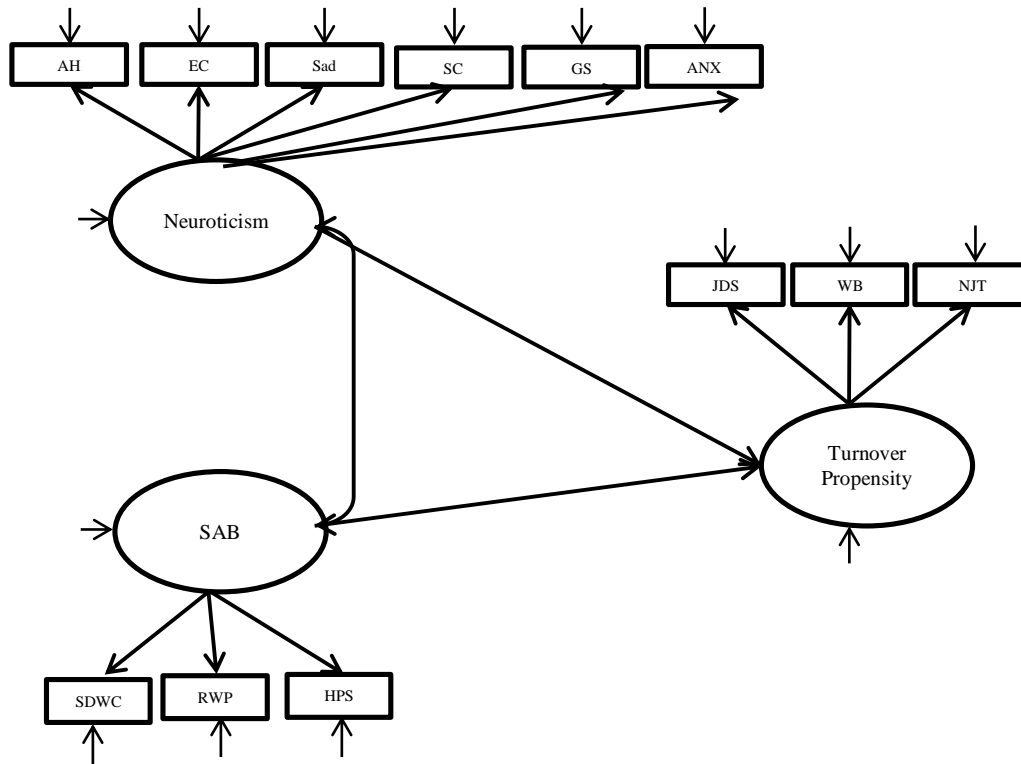 AH
EC
Sad
SC
GS
ANX
Neuroticism
JDS
WB
NJT
Turnover
Propensity
SAB
SDWC
RWP
HPS